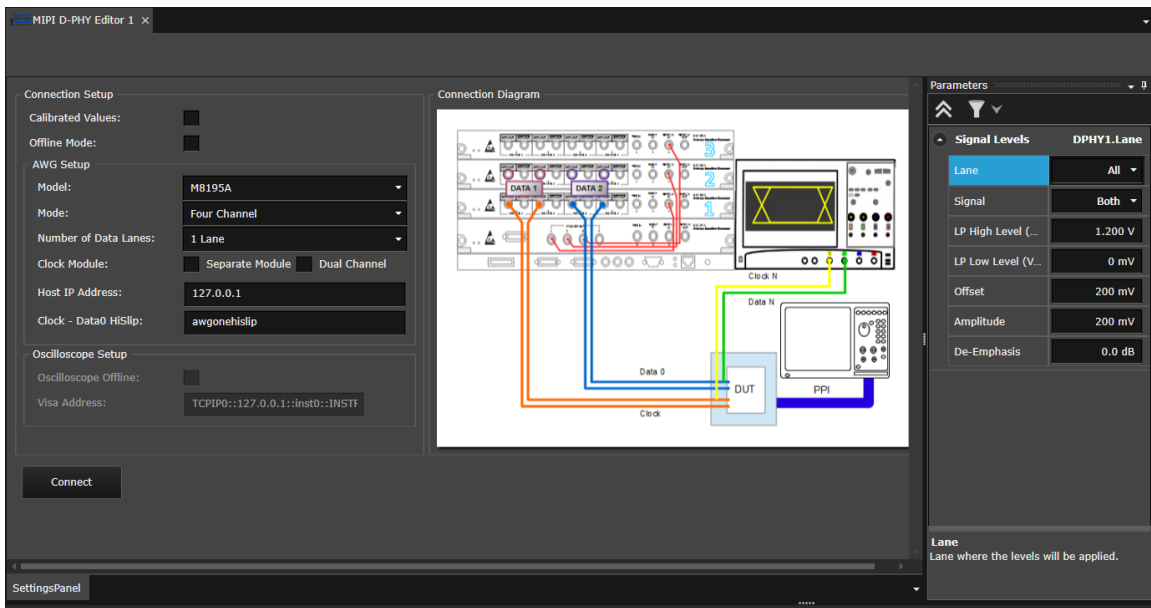 MIPI D-PHY Editor 1 ×
Connection Setup
Calibrated Values:
Offline Mode:
AWG Setup
Model: M8195A
Mode: Four Channel
Number of Data Lanes: 1 Lane
Clock Module: Separate Module Dual Channel
Host IP Address: 127.0.0.1
Clock - Data0 HiSlip: awgonehislip
Oscilloscope Setup
Oscilloscope Offline:
Visa Address: TCPIP0::127.0.0.1::inst0::INSTF
Connect
SettingsPanel
Connection Diagram
3
2
DATA 1 DATA 2
1
Clock N
Data N
Data 0
DUT PPI
Clock
Parameters
Signal Levels DPHY1.Lane
Lane All
Signal Both
LP High Level (... 1.200 V
LP Low Level (V... 0 mV
Offset 200 mV
Amplitude 200 mV
De-Emphasis 0.0 dB
Lane
Lane where the levels will be applied.